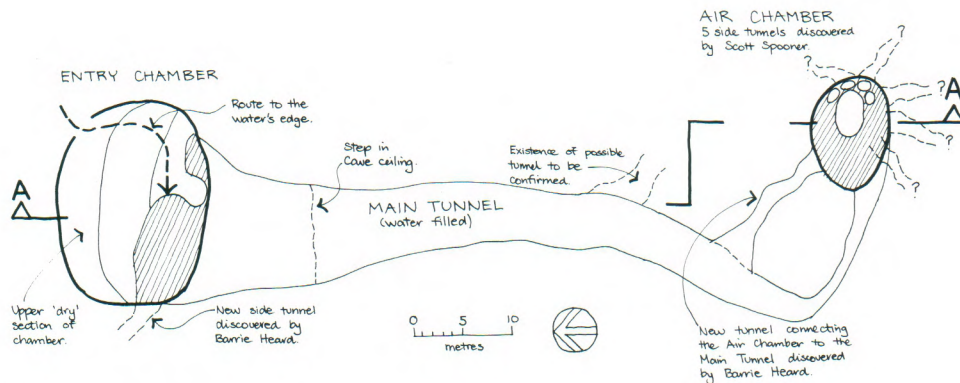 AIR CHAMBER
5 side tunnels discovered
by Scott Spooner.
?
?
?
?
?
?
A
ENTRY CHAMBER
Route to the
water's edge.
Step in
Cave ceiling.
Existence of possible
tunnel to be
confirmed.
A
MAIN TUNNEL
(water filled)
Upper 'dry'
section of
chamber.
New side tunnel
discovered by
Barrie Heard.
0 5 10
metres
New tunnel connecting
the Air Chamber to the
Main Tunnel discovered
by Barrie Heard.